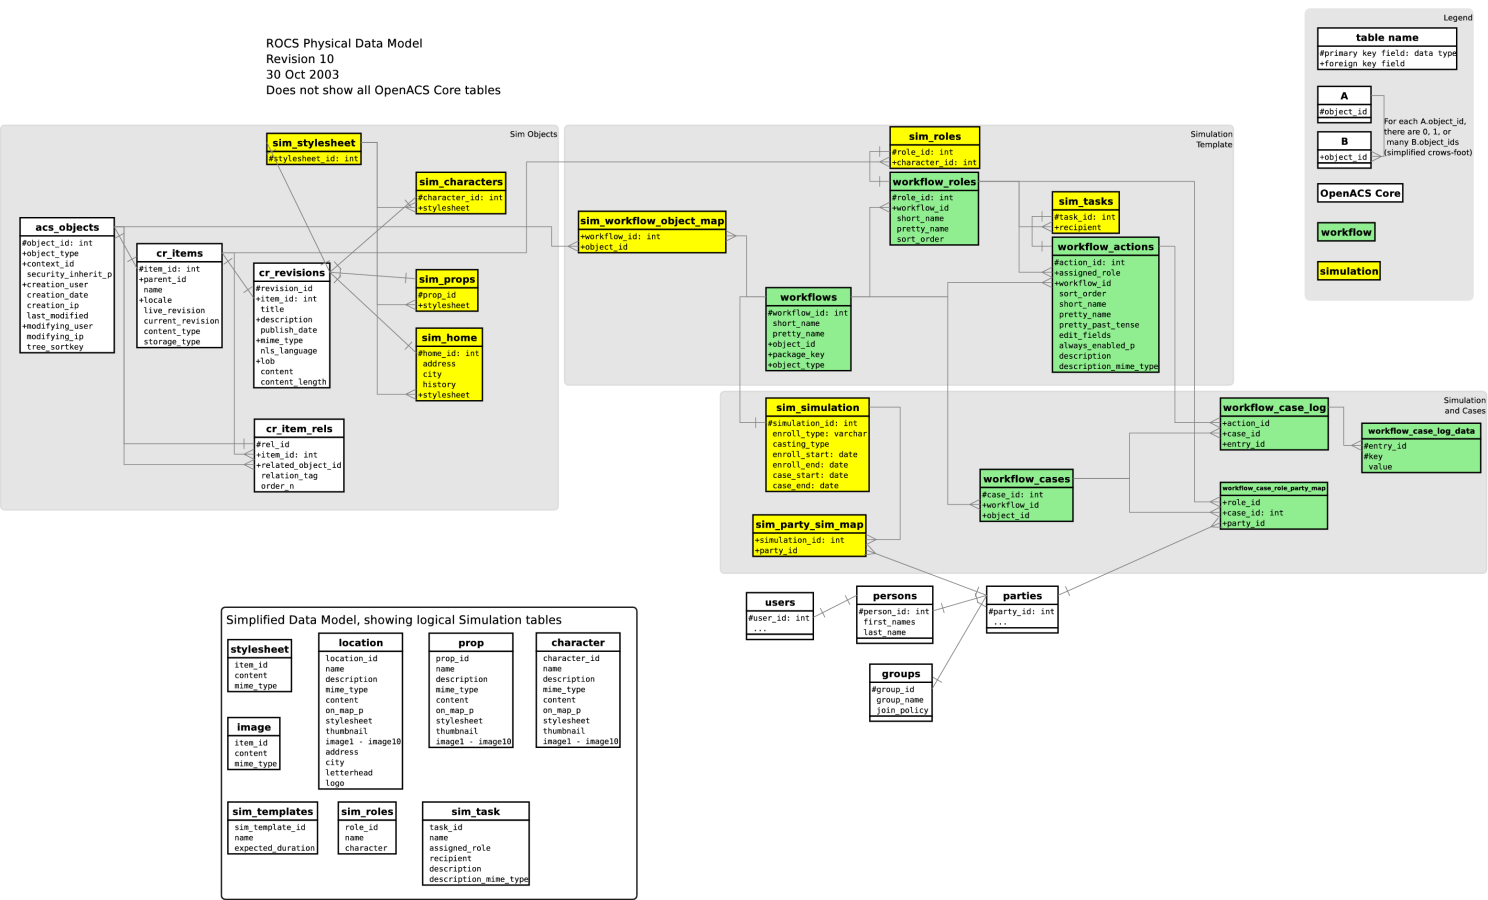 ROCS Physical Data Model
Revision 10
30 Oct 2003
Does not show all OpenACS Core tables
Legend
table name
#primary key field: data type
+foreign key field
A
#object_id
B
+object_id
For each A.object_id,
there are 0, 1, or
many B.object_ids
(simplified crows-foot)
OpenACS Core
workflow
simulation
Sim Objects
sim_stylesheet
#stylesheet_id: int
sim_characters
#character_id: int
+stylesheet
acs_objects
#object_id: int
+object_type
+context_id
security_inherit_p
+creation_user
creation_date
creation_ip
last_modified
+modifying_user
modifying_ip
tree_sortkey
cr_items
#item_id: int
+parent_id
name
+locale
live_revision
current_revision
content_type
storage_type
cr_revisions
#revision_id
+item_id: int
title
+description
publish_date
+mime_type
nls_language
+lob
content
content_length
sim_props
#prop_id
+stylesheet
sim_home
#home_id: int
address
city
history
+stylesheet
cr_item_rels
#rel_id
+item_id: int
+related_object_id
relation_tag
order_n
Simulation
Template
sim_roles
#role_id: int
+character_id: int
workflow_roles
#role_id: int
+workflow_id
short_name
pretty_name
sort_order
sim_workflow_object_map
+workflow_id: int
+object_id
sim_tasks
#task_id: int
+recipient
workflow_actions
#action_id: int
+assigned_role
+workflow_id
sort_order
short_name
pretty_name
pretty_past_tense
edit_fields
always_enabled_p
description
description_mime_type
workflows
#workflow_id: int
short_name
pretty_name
+object_id
+package_key
+object_type
Simulation
and Cases
sim_simulation
#simulation_id: int
enroll_type: varchar
casting_type
enroll_start: date
enroll_end: date
case_start: date
case_end: date
workflow_case_log
+action_id
+case_id
+entry_id
workflow_case_log_data
#entry_id
#key
value
workflow_cases
#case_id: int
+workflow_id
+object_id
workflow_case_role_party_map
+role_id
+case_id: int
+party_id
sim_party_sim_map
+simulation_id: int
+party_id
users
#user_id: int
...
persons
#person_id: int
first_names
last_name
parties
#party_id: int
...
groups
#group_id
group_name
join_policy
Simplified Data Model, showing logical Simulation tables
stylesheet
item_id
content
mime_type
location
location_id
name
description
mime_type
content
on_map_p
stylesheet
thumbnail
image1 - image10
address
city
letterhead
logo
prop
prop_id
name
description
mime_type
content
on_map_p
stylesheet
thumbnail
image1 - image10
character
character_id
name
description
mime_type
content
on_map_p
stylesheet
thumbnail
image1 - image10
image
item_id
content
mime_type
sim_templates
sim_template_id
name
expected_duration
sim_roles
role_id
name
character
sim_task
task_id
name
assigned_role
recipient
description
description_mime_type